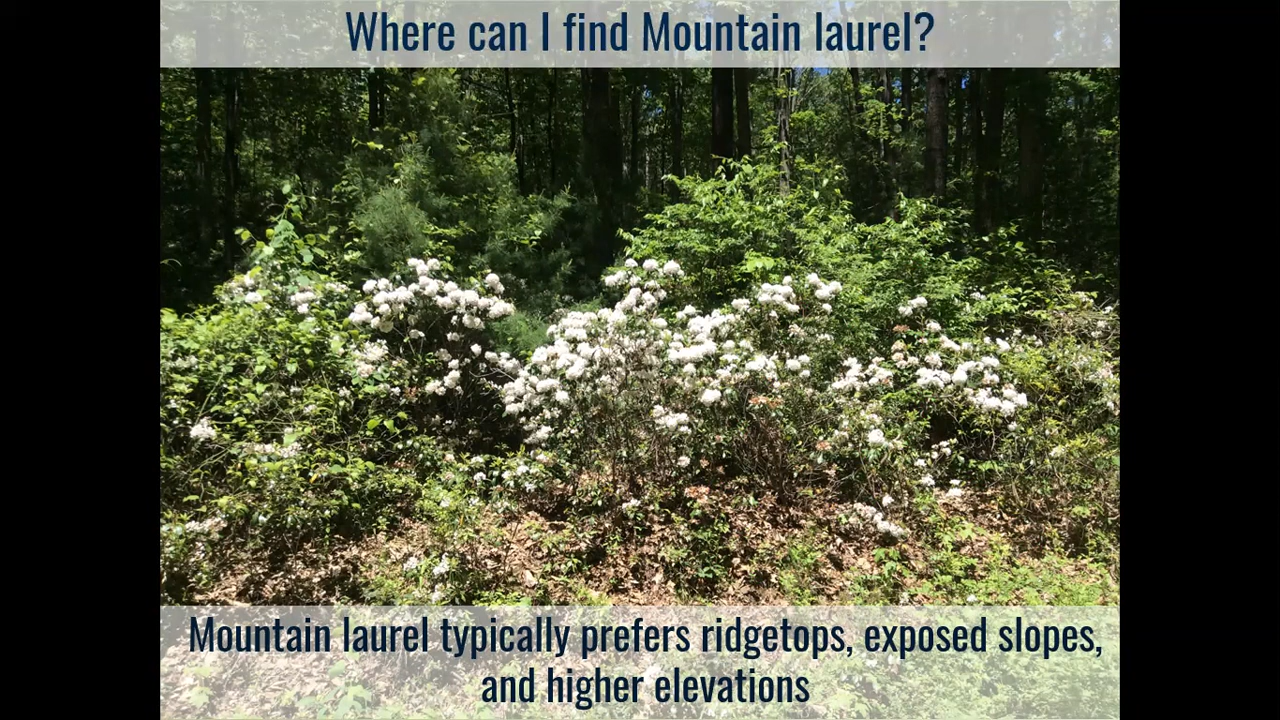 Where can I find Mountain laurel?
Mountain laurel typically prefers ridgetops, exposed slopes,
and higher elevations